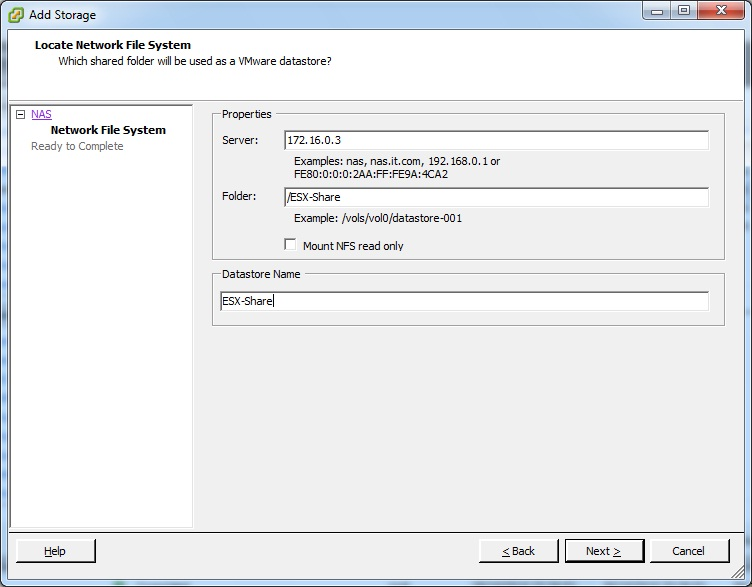 Add Storage
Locate Network File System
Which shared folder will be used as a VMware datastore?
NAS
Network File System
Ready to Complete
Properties
Server:
172.16.0.3
Examples: nas, nas.it.com, 192.168.0.1 or
FE80:0:0:0:2AA:FF:FE9A:4CA2
Folder:
/ESX-Share
Example: /vols/vol0/datastore-001
Mount NFS read only
Datastore Name
ESX-Share
Help
< Back
Next >
Cancel